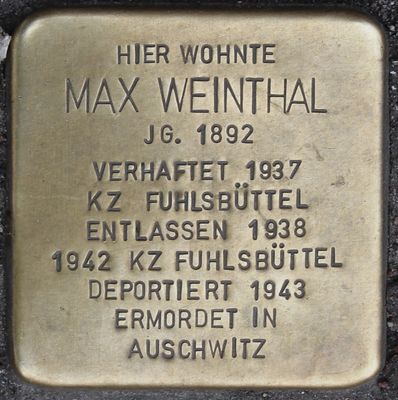 HIER WOHNTE
MAX WEINTHAL
JG. 1892
VERHAFTET 1937
KZ FUHLSBÜTTEL
ENTLASSEN 1938
1942 KZ FUHLSBÜTTEL
DEPORTIERT 1943
ERMORDET IN
AUSCHWITZ